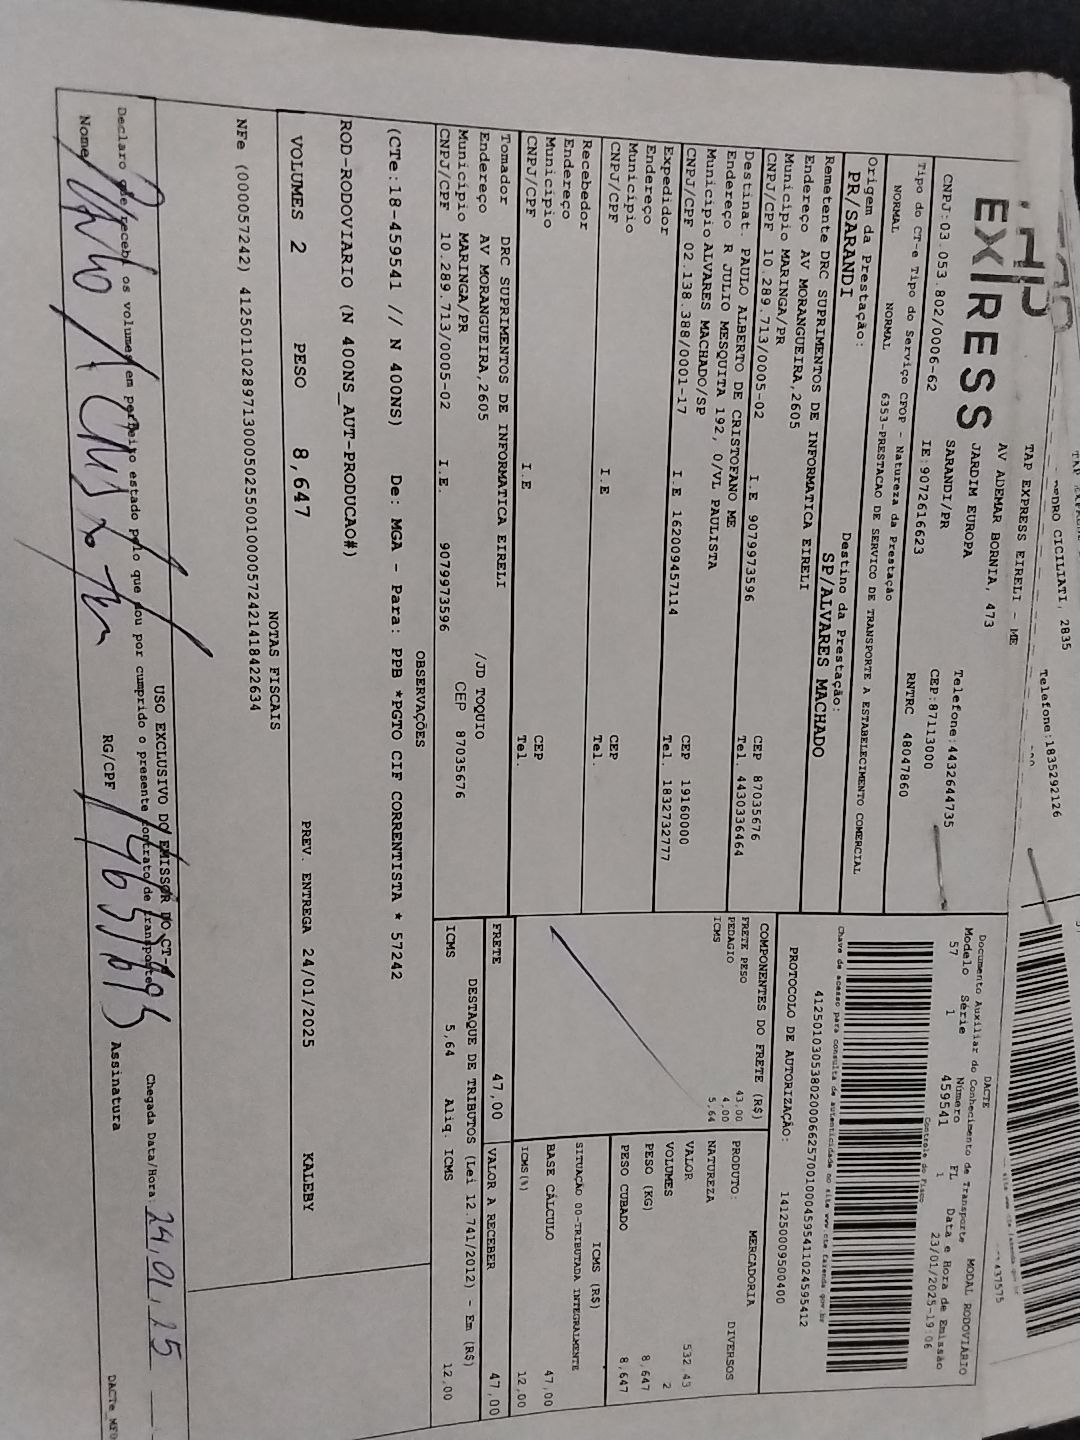 PEDRO CICILIATI, 2835
Telefone:1835292126
TAP EXPRESS EIRELI - ME
AV ADEMAR BORNIA, 473
JARDIM EUROPA
SARANDI/PR
Telefone:4432644735
CEP:87113000
EXPRESS
CNPJ:03.053.802/0006-62
IE:9072616623
RNTRC 48047860
DACTE
Documento Auxiliar do Conhecimento de Transporte
MODAL RODOVIÁRIO
Modelo Série Número FL Data e Hora de Emissão
57 1 459541 1 23/01/2025-19:06
Controle do Fisco
Chave de acesso para consulta de autenticidade no site www.cte.fazenda.gov.br
41250103053802000662570010004595411024595412
PROTOCOLO DE AUTORIZAÇÃO: 141250009500400
Tipo do CT-e Tipo do Serviço CFOP - Natureza da Prestação
NORMAL NORMAL 6353-PRESTACAO DE SERVICO DE TRANSPORTE A ESTABELECIMENTO COMERCIAL
Origem da Prestação: Destino da Prestação:
PR/SARANDI SP/ALVARES MACHADO
Remetente DRC SUPRIMENTOS DE INFORMATICA EIRELI
Endereço AV MORANGUEIRA,2605
Municipio MARINGA/PR CEP 87035676
CNPJ/CPF 10.289.713/0005-02 I.E 9079973596 Tel. 4430336464
Destinat. PAULO ALBERTO DE CRISTOFANO ME
Endereço R JULIO MESQUITA 192, 0/VL PAULISTA
Municipio ALVARES MACHADO/SP CEP 19160000
CNPJ/CPF 02.138.388/0001-17 I.E 162009457114 Tel. 1832732777
Expedidor
Endereço
Municipio CEP
CNPJ/CPF I.E Tel.
Recebedor
Endereço
Municipio CEP
CNPJ/CPF I.E Tel.
Tomador DRC SUPRIMENTOS DE INFORMATICA EIRELI
Endereço AV MORANGUEIRA,2605 /JD TOQUIO
Municipio MARINGA/PR CEP 87035676
CNPJ/CPF 10.289.713/0005-02 I.E. 9079973596
COMPONENTES DO FRETE (R$)
FRETE PESO 43,00
PEDAGIO 4,00
ICMS 5,64
MERCADORIA
PRODUTO: DIVERSOS
NATUREZA
VALOR 532,43
VOLUMES 2
PESO (KG) 8,647
PESO CUBADO 8,647
ICMS (R$)
SITUAÇÃO 00-TRIBUTADA INTEGRALMENTE
BASE CÁLCULO 47,00
ICMS(%) 12,00
FRETE 47,00 VALOR A RECEBER 47,00
DESTAQUE DE TRIBUTOS (Lei 12.741/2012) - Em (R$)
ICMS 5,64 Aliq. ICMS 12,00
OBSERVAÇÕES
(CTe:18-459541 // N 400NS) De: MGA - Para: PPB *PGTO CIF CORRENTISTA * 57242
ROD-RODOVIARIO (N 400NS_AUT-PRODUCAO#)
VOLUMES 2 PESO 8,647 PREV. ENTREGA 24/01/2025 KALEBY
NOTAS FISCAIS
NFe (000057242) 41250110289713000502550010000572421418422634
USO EXCLUSIVO DO EMISSOR DO CT-e
Declaro que recebi os volumes em perfeito estado pelo que dou por cumprido o presente contrato de transporte
Chegada Data/Hora: 24,01,25
Nome RG/CPF Assinatura